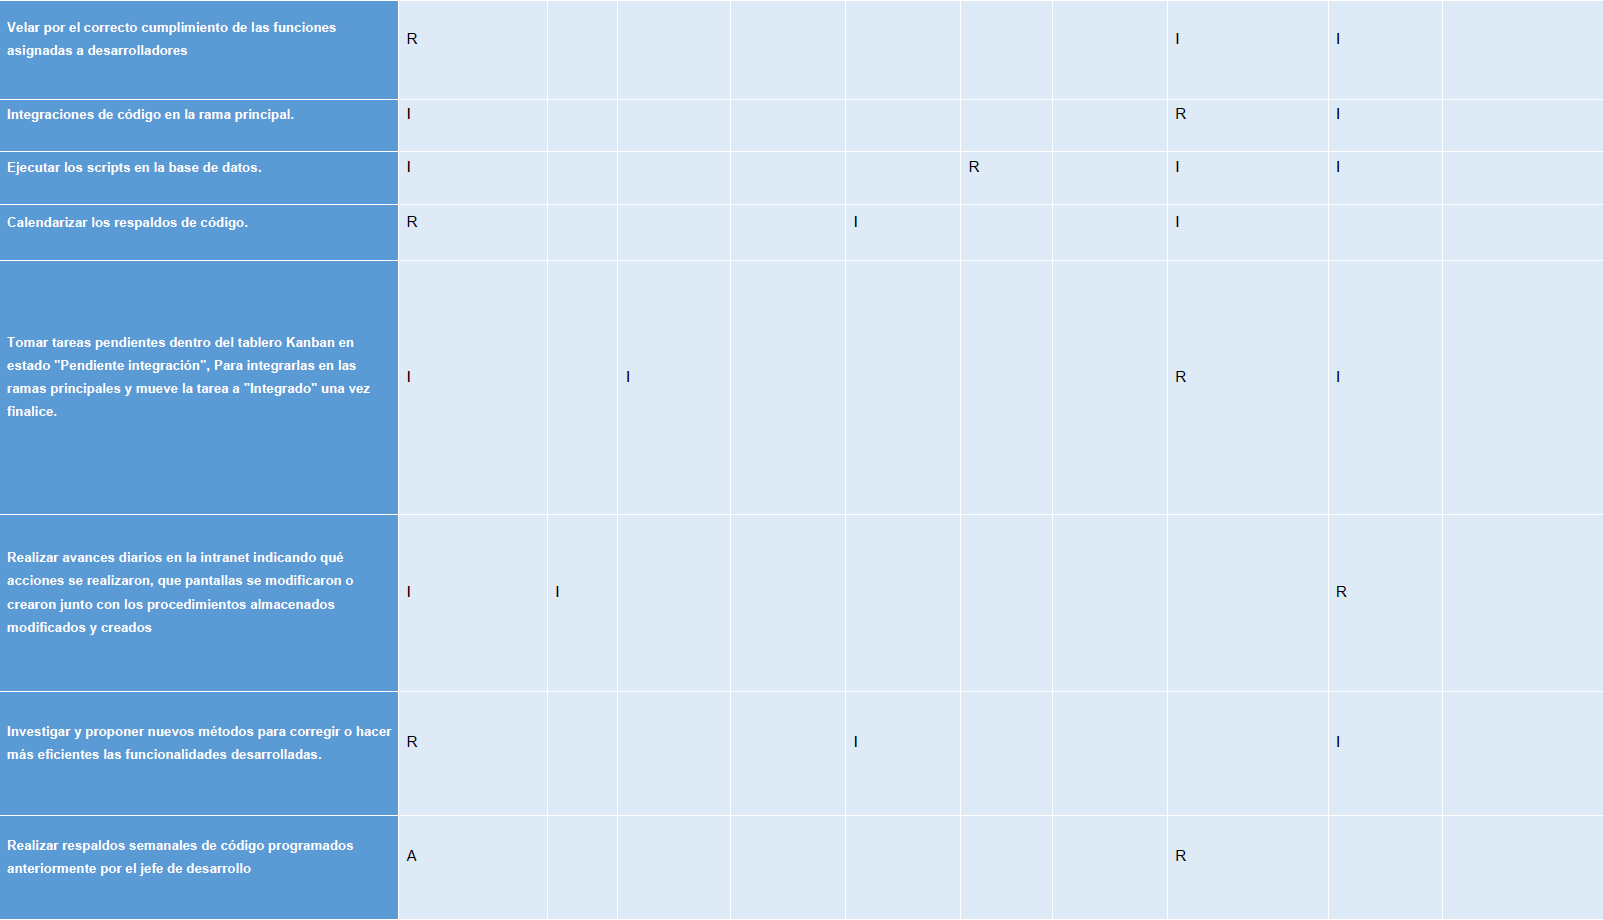 Velar por el correcto cumplimiento de las funciones
asignadas a desarrolladores
R I I
Integraciones de código en la rama principal.
I R I
Ejecutar los scripts en la base de datos.
I R I I
Calendarizar los respaldos de código.
R I I
Tomar tareas pendientes dentro del tablero Kanban en
estado "Pendiente integración", Para integrarlas en las
ramas principales y mueve la tarea a "Integrado" una vez
finalice.
I I R I
Realizar avances diarios en la intranet indicando qué
acciones se realizaron, que pantallas se modificaron o
crearon junto con los procedimientos almacenados
modificados y creados
I I R
Investigar y proponer nuevos métodos para corregir o hacer
más eficientes las funcionalidades desarrolladas.
R I I
Realizar respaldos semanales de código programados
anteriormente por el jefe de desarrollo
A R